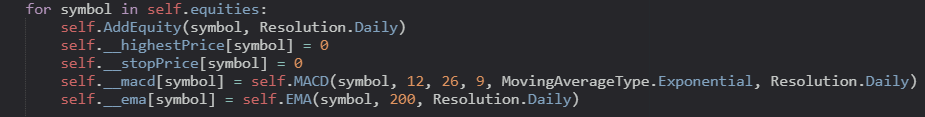 for symbol in self.equities:
    self.AddEquity(symbol, Resolution.Daily)
    self.__highestPrice[symbol] = 0
    self.__stopPrice[symbol] = 0
    self.__macd[symbol] = self.MACD(symbol, 12, 26, 9, MovingAverageType.Exponential, Resolution.Daily)
    self.__ema[symbol] = self.EMA(symbol, 200, Resolution.Daily)